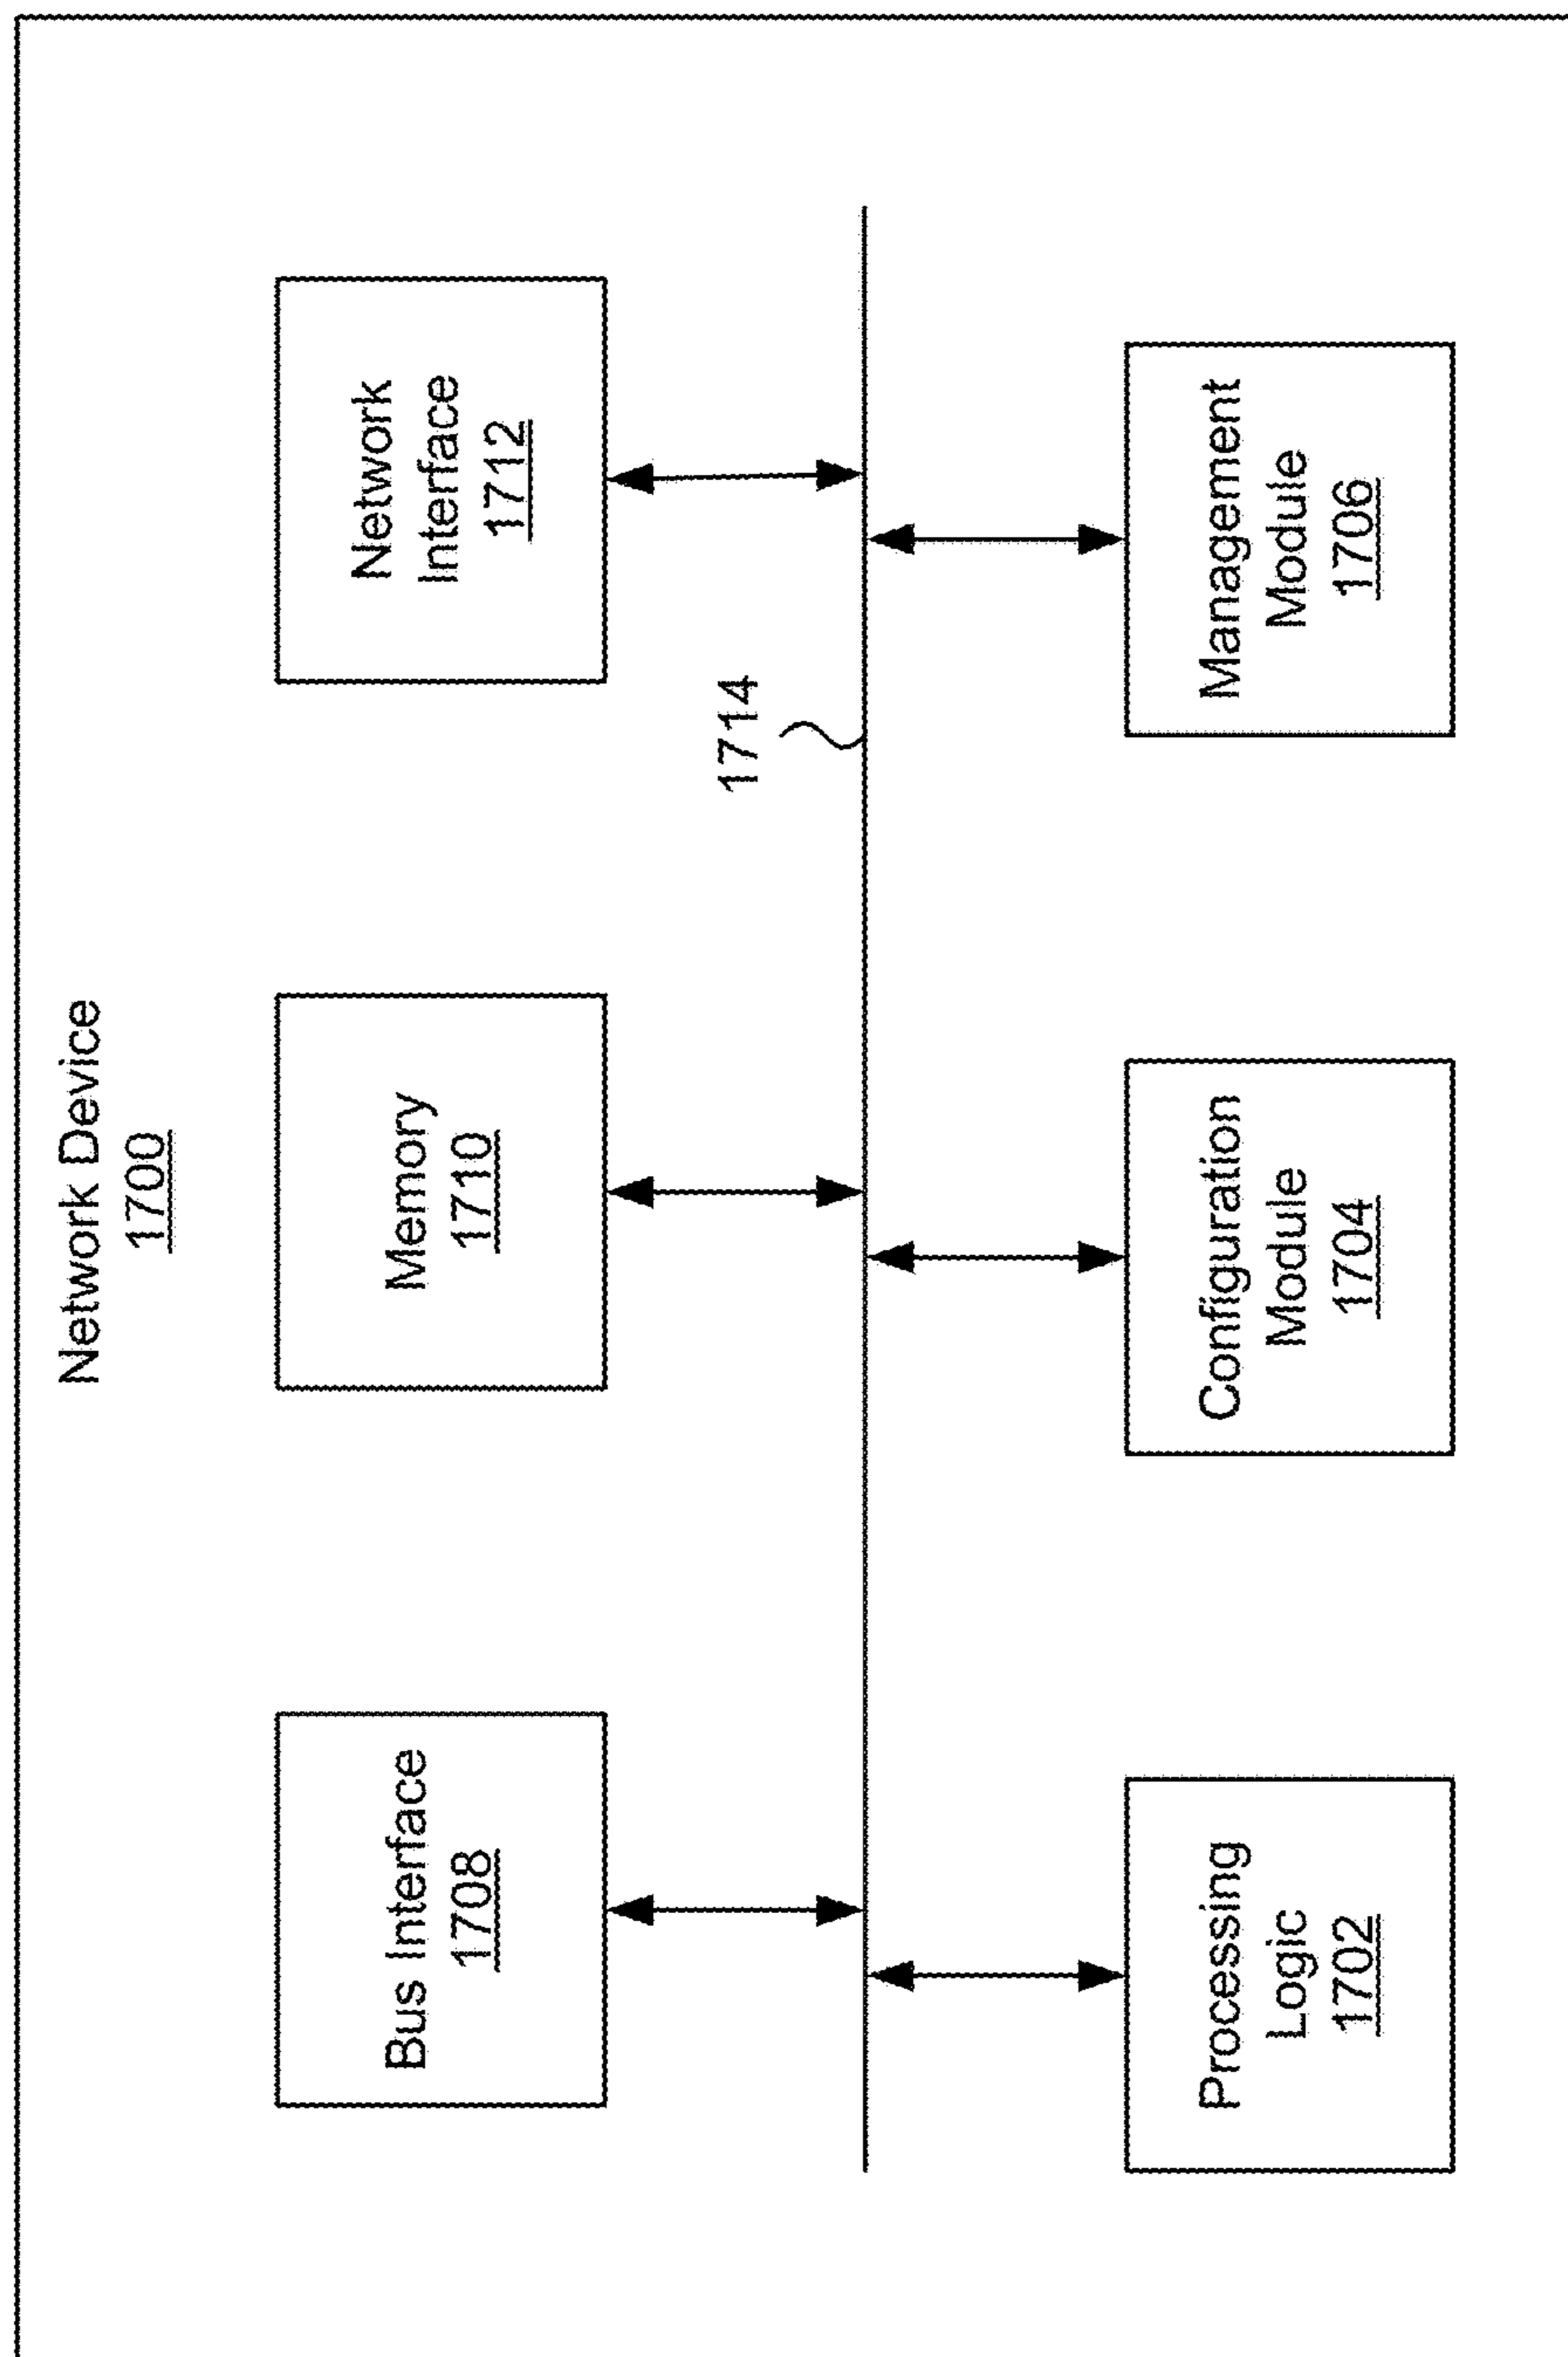 Network Device
1700
Bus Interface
1708
Memory
1710
Network
Interface
1712
1714
Processing
Logic
1702
Configuration
Module
1704
Management
Module
1706